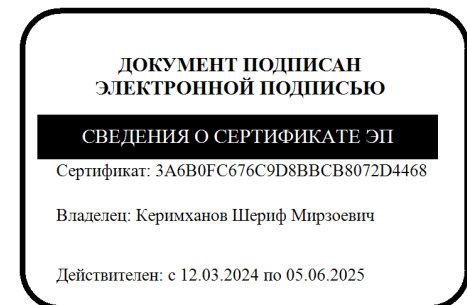 ДОКУМЕНТ ПОДПИСАН
ЭЛЕКТРОННОЙ ПОДПИСЬЮ
СВЕДЕНИЯ О СЕРТИФИКАТЕ ЭП
Сертификат: 3A6B0FC676C9D8BBCB8072D4468
Владелец: Керимханов Шериф Мирзоевич
Действителен: с 12.03.2024 по 05.06.2025